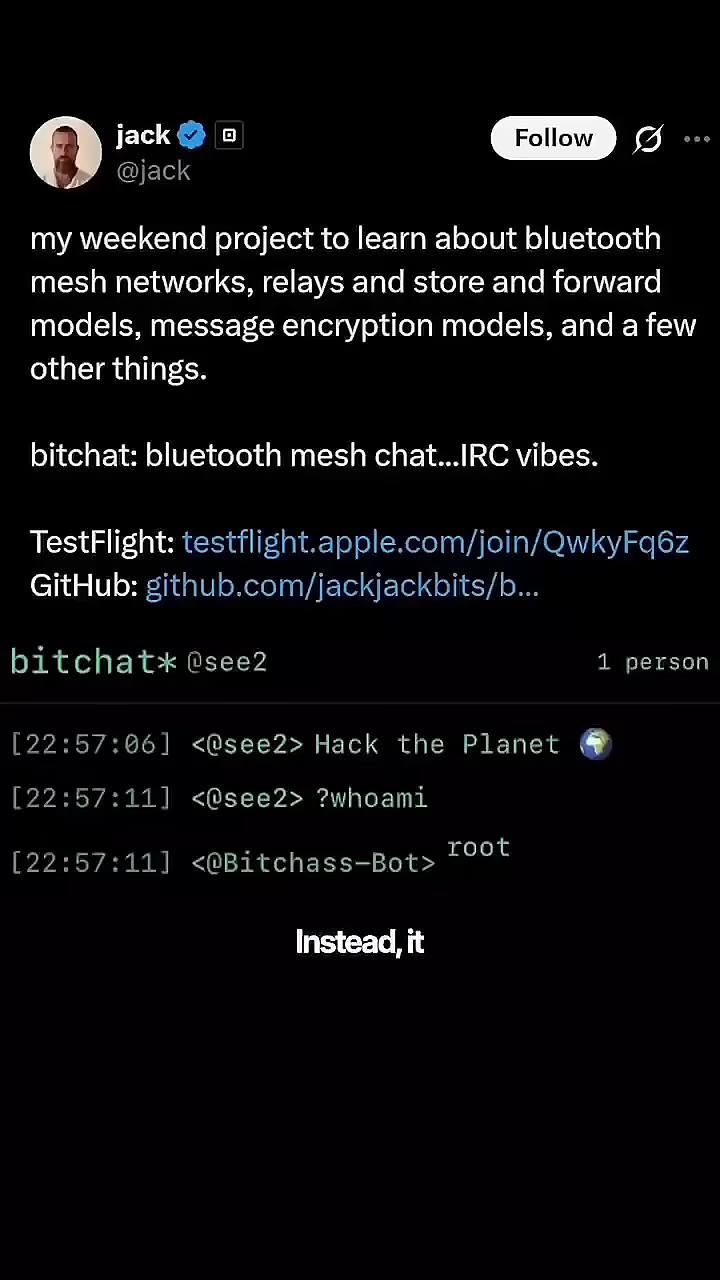 jack
Follow
@jack
my weekend project to learn about bluetooth
mesh networks, relays and store and forward
models, message encryption models, and a few
other things.
bitchat: bluetooth mesh chat...IRC vibes.
TestFlight: testflight.apple.com/join/QwkyFq6z
GitHub: github.com/jackjackbits/b...
bitchat* @see2 1 person
[22:57:06] <@see2> Hack the Planet 🌍
[22:57:11] <@see2> ?whoami
[22:57:11] <@Bitchass-Bot> root
Instead, it